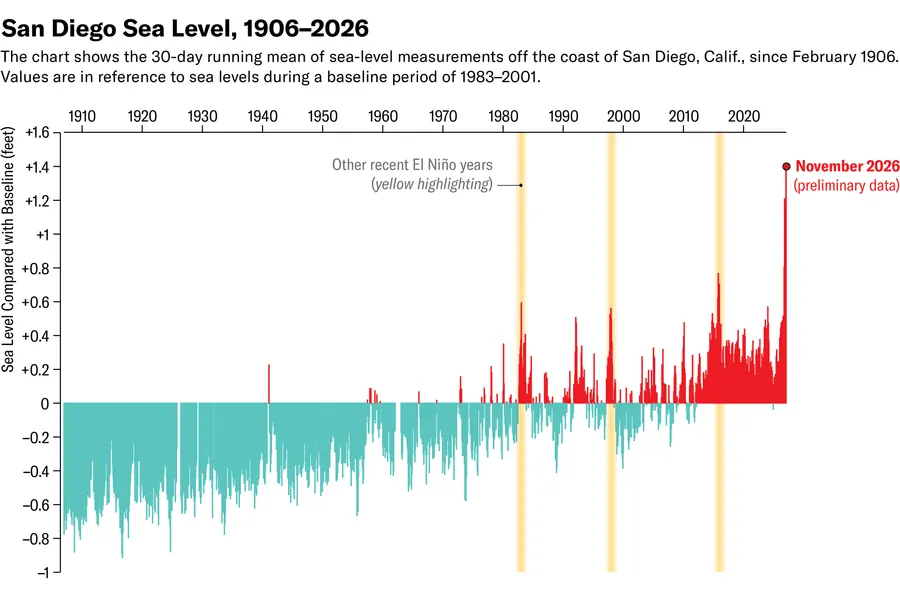 San Diego Sea Level, 1906–2026
The chart shows the 30-day running mean of sea-level measurements off the coast of San Diego, Calif., since February 1906.
Values are in reference to sea levels during a baseline period of 1983–2001.
1910 1920 1930 1940 1950 1960 1970 1980 1990 2000 2010 2020
Sea Level Compared with Baseline (feet)
+1.6
+1.4
+1.2
+1
+0.8
+0.6
+0.4
+0.2
0
–0.2
–0.4
–0.6
–0.8
–1
Other recent El Niño years
(yellow highlighting)
November 2026
(preliminary data)